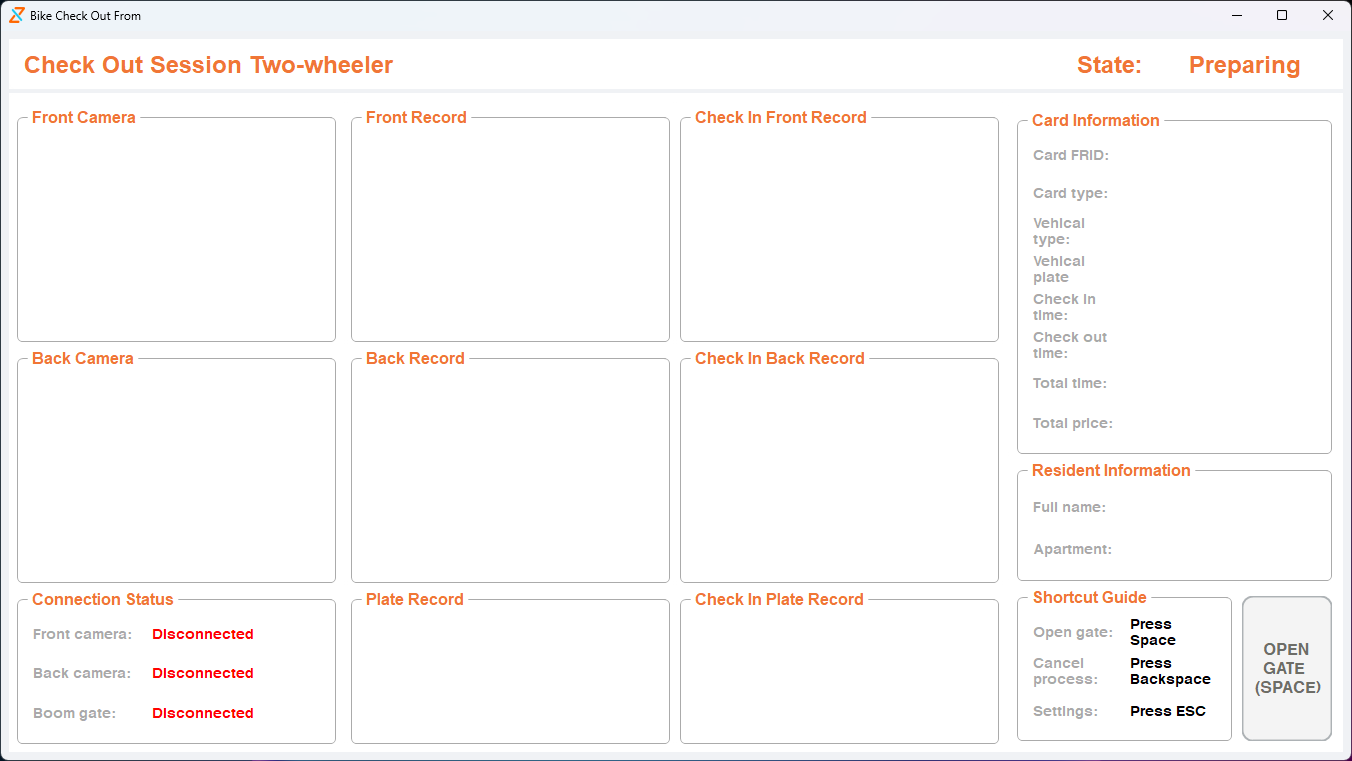 Bike Check Out From
Check Out Session Two-wheeler
State: Preparing
Front Camera
Front Record
Check In Front Record
Card Information
Card FRID:
Card type:
Vehical
type:
Vehical
plate
Check in
time:
Check out
time:
Total time:
Total price:
Back Camera
Back Record
Check In Back Record
Resident Information
Full name:
Apartment:
Connection Status
Front camera: Disconnected
Back camera: Disconnected
Boom gate: Disconnected
Plate Record
Check In Plate Record
Shortcut Guide
Open gate: Press
Space
Cancel
process: Press
Backspace
Settings: Press ESC
OPEN
GATE
(SPACE)